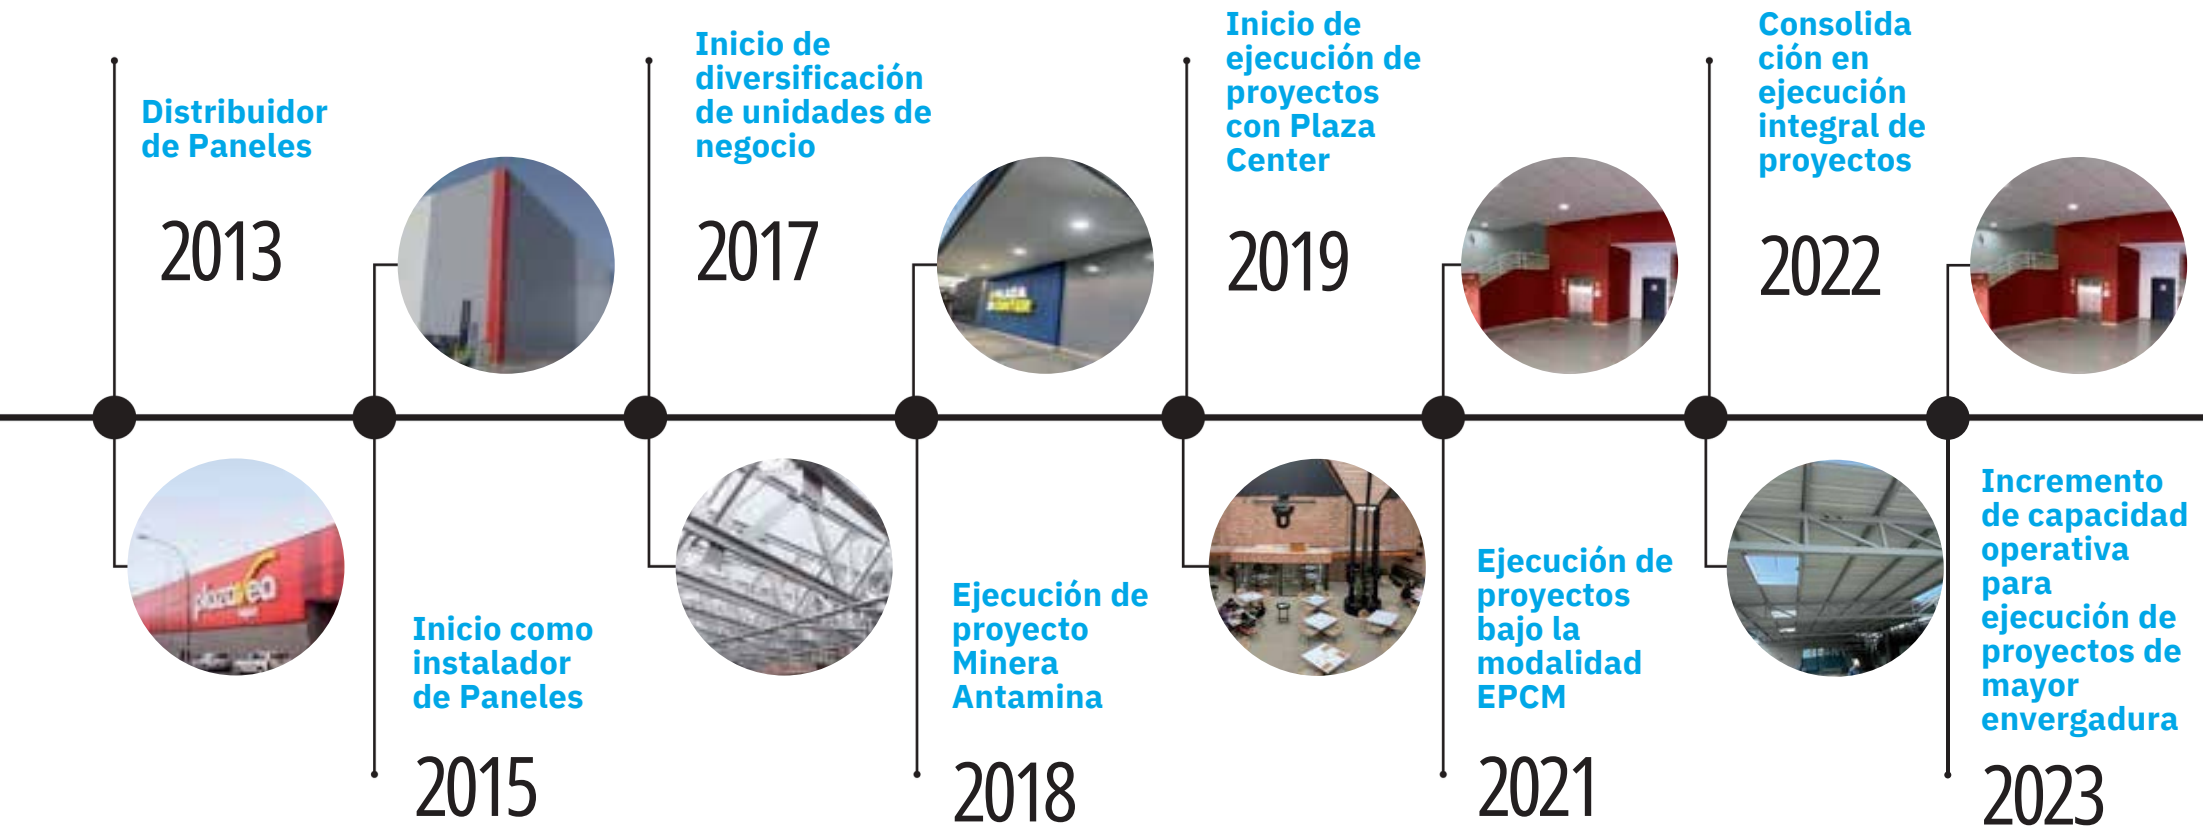 Distribuidor
de Paneles
2013
plazavea
Inicio como
instalador
de Paneles
2015
Inicio de
diversificación
de unidades de
negocio
2017
PLAZA
CENTER
Ejecución de
proyecto
Minera
Antamina
2018
Inicio de
ejecución de
proyectos
con Plaza
Center
2019
Ejecución de
proyectos
bajo la
modalidad
EPCM
2021
Consolida
ción en
ejecución
integral de
proyectos
2022
Incremento
de capacidad
operativa
para
ejecución de
proyectos de
mayor
envergadura
2023